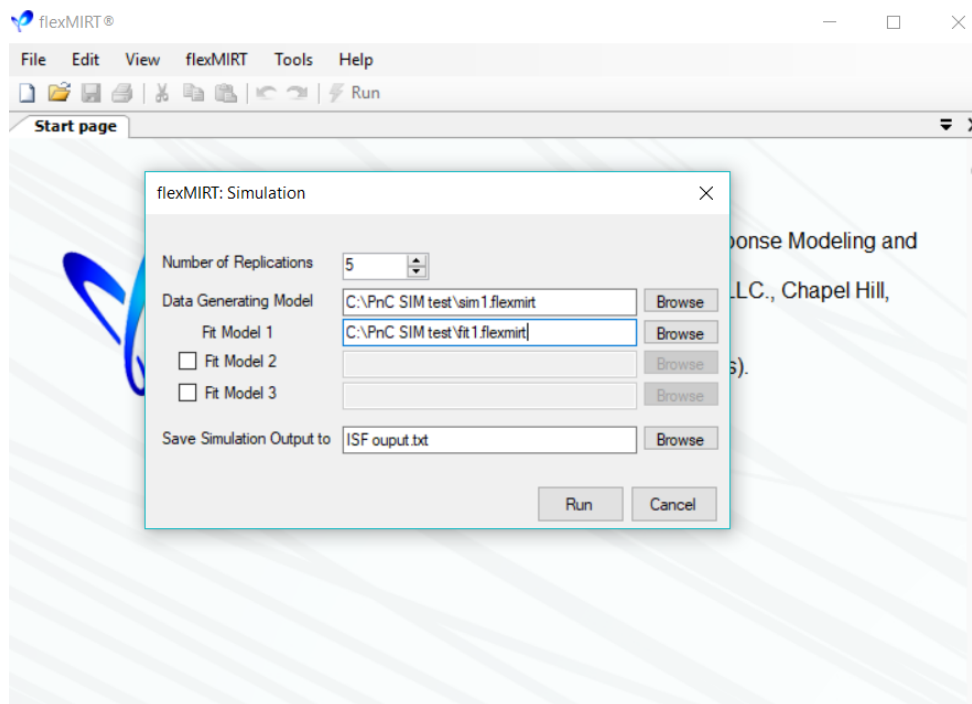 flexMIRT®
File Edit View flexMIRT Tools Help
Run
Start page
flexMIRT: Simulation
Number of Replications 5
Data Generating Model C:\PnC SIM test\sim1.flexmirt Browse
Fit Model 1 C:\PnC SIM test\fit1.flexmirt Browse
Fit Model 2 Browse
Fit Model 3 Browse
Save Simulation Output to ISF ouput.txt Browse
Run Cancel
Response Modeling and
LLC., Chapel Hill,
s).